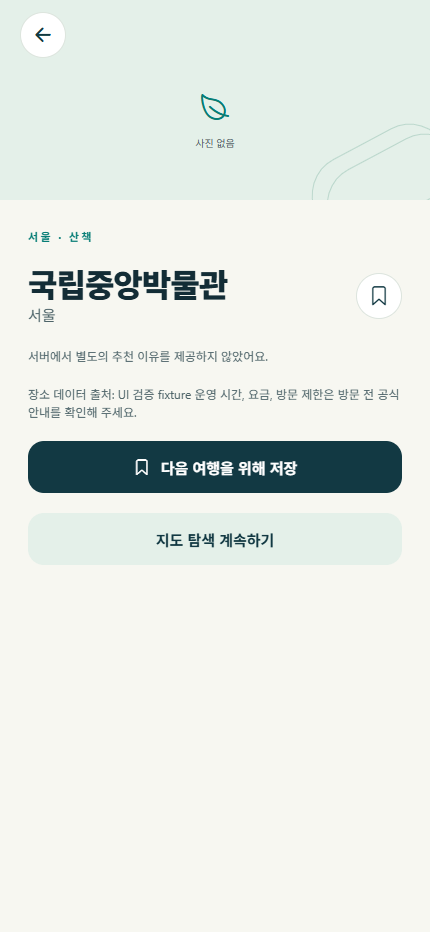 사진 없음
서울 · 산책
국립중앙박물관
서울
서버에서 별도의 추천 이유를 제공하지 않았어요.
장소 데이터 출처: UI 검증 fixture 운영 시간, 요금, 방문 제한은 방문 전 공식
안내를 확인해 주세요.
다음 여행을 위해 저장
지도 탐색 계속하기